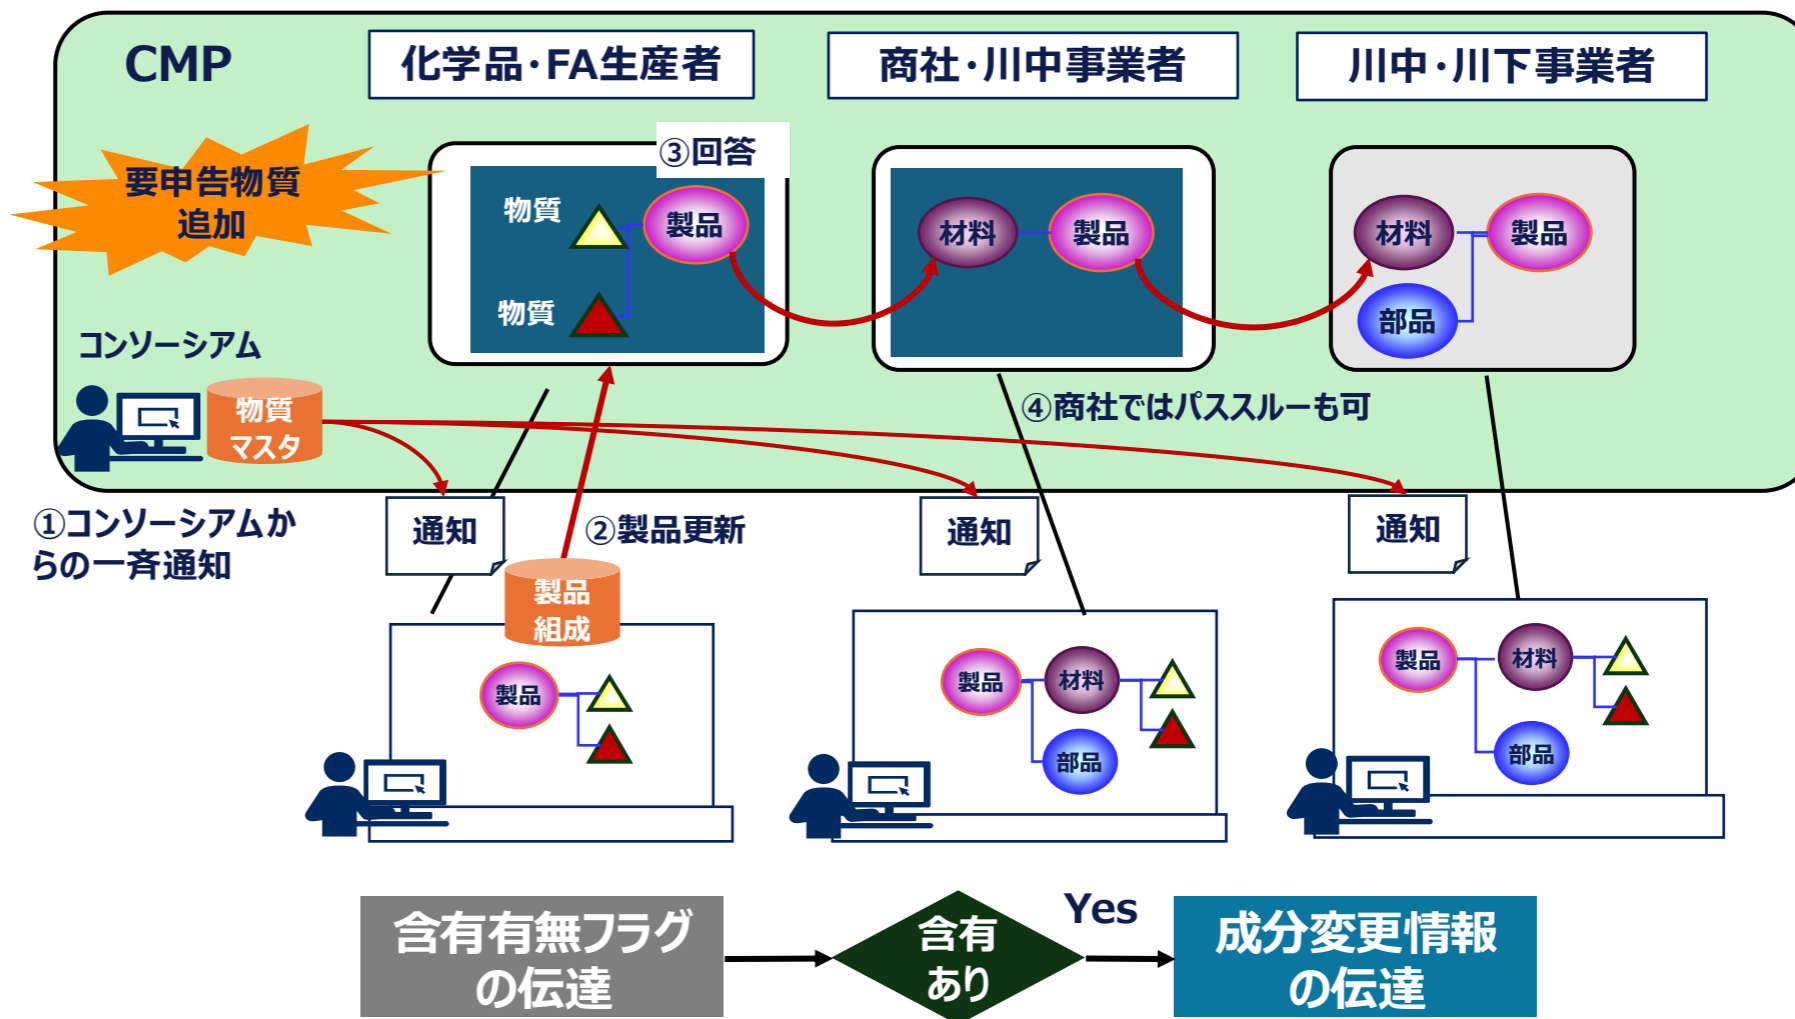 CMP
化学品・FA生産者
商社・川中事業者
川中・川下事業者
要申告物質
追加
③回答
物質
製品
物質
材料
製品
材料
製品
部品
コンソーシアム
物質
マスタ
④商社ではパススルーも可
①コンソーシアムか
らの一斉通知
通知
②製品更新
通知
通知
製品
組成
製品
製品
材料
部品
製品
材料
部品
含有有無フラグ
の伝達
含有
あり
Yes
成分変更情報
の伝達